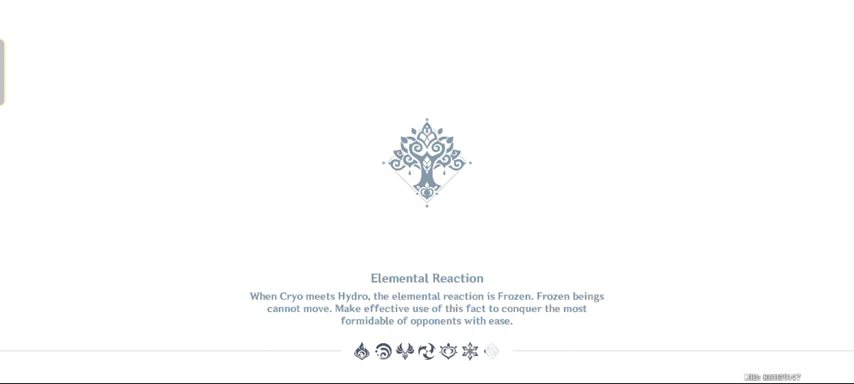 Elemental Reaction
When Cryo meets Hydro, the elemental reaction is Frozen. Frozen beings
cannot move. Make effective use of this fact to conquer the most
formidable of opponents with ease.